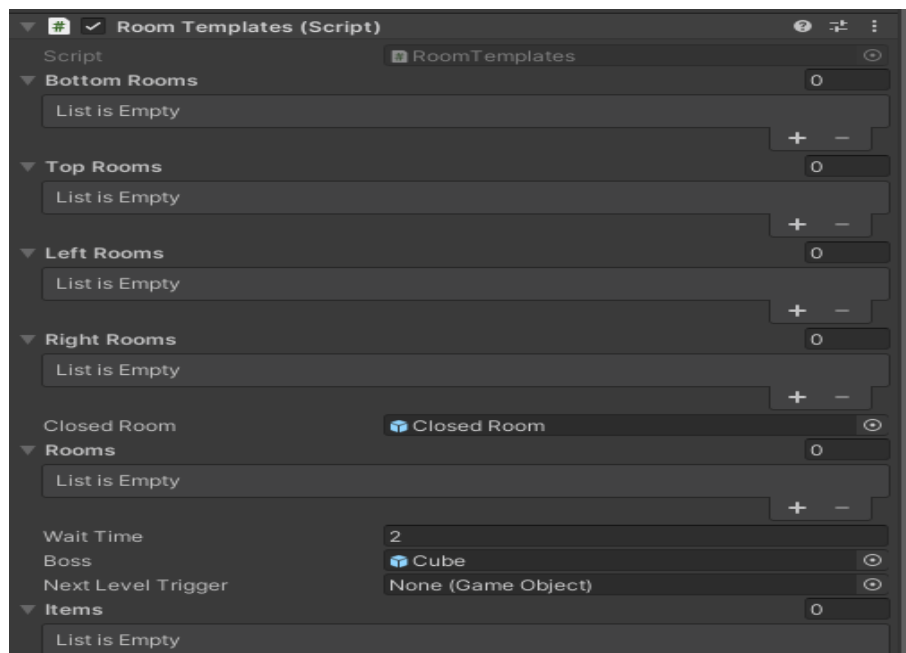 Room Templates (Script)
Script RoomTemplates
Bottom Rooms 0
List is Empty
+ −
Top Rooms 0
List is Empty
+ −
Left Rooms 0
List is Empty
+ −
Right Rooms 0
List is Empty
+ −
Closed Room Closed Room
Rooms 0
List is Empty
+ −
Wait Time 2
Boss Cube
Next Level Trigger None (Game Object)
Items 0
List is Empty